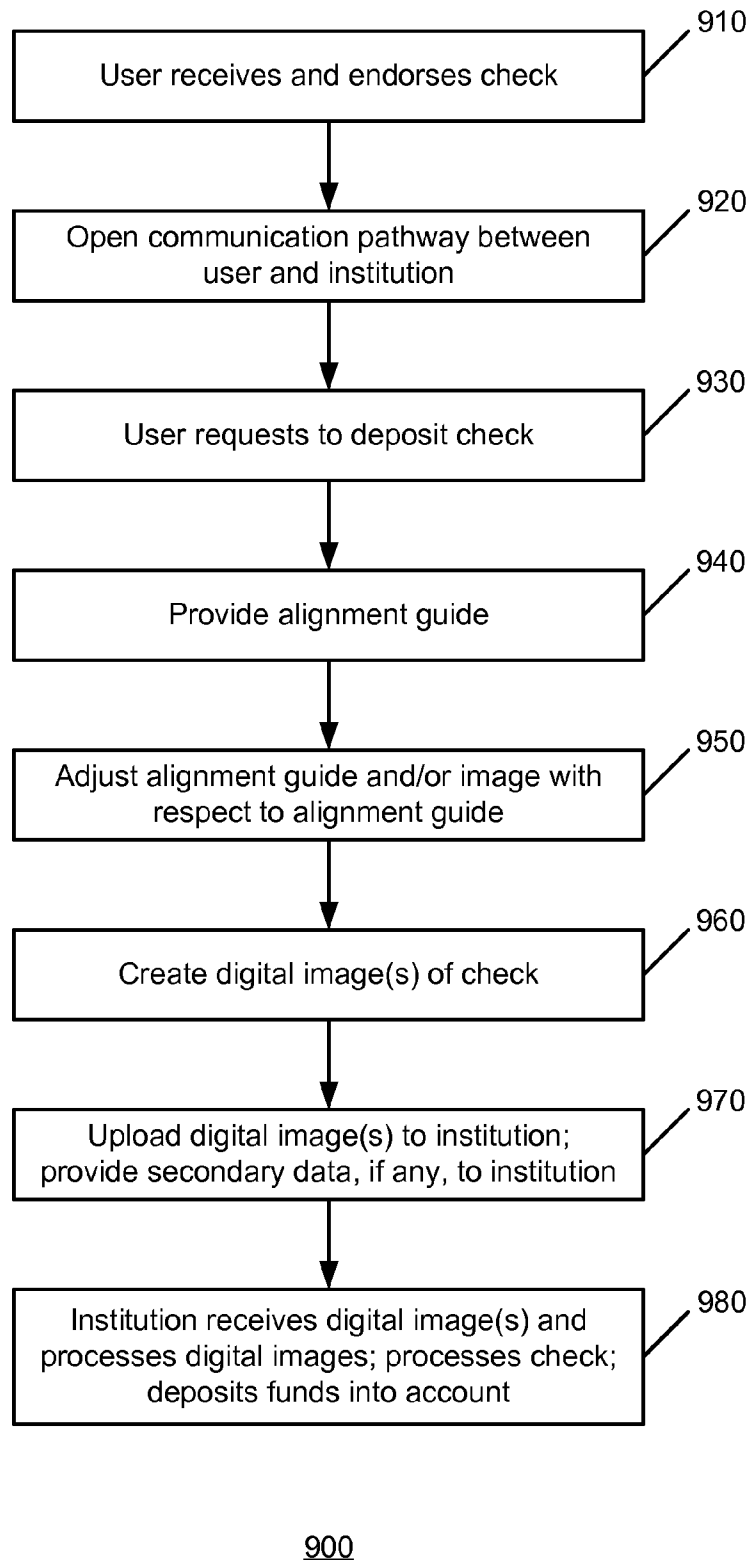 910
User receives and endorses check
920
Open communication pathway between
user and institution
930
User requests to deposit check
940
Provide alignment guide
950
Adjust alignment guide and/or image with
respect to alignment guide
960
Create digital image(s) of check
970
Upload digital image(s) to institution;
provide secondary data, if any, to institution
980
Institution receives digital image(s) and
processes digital images; processes check;
deposits funds into account
900